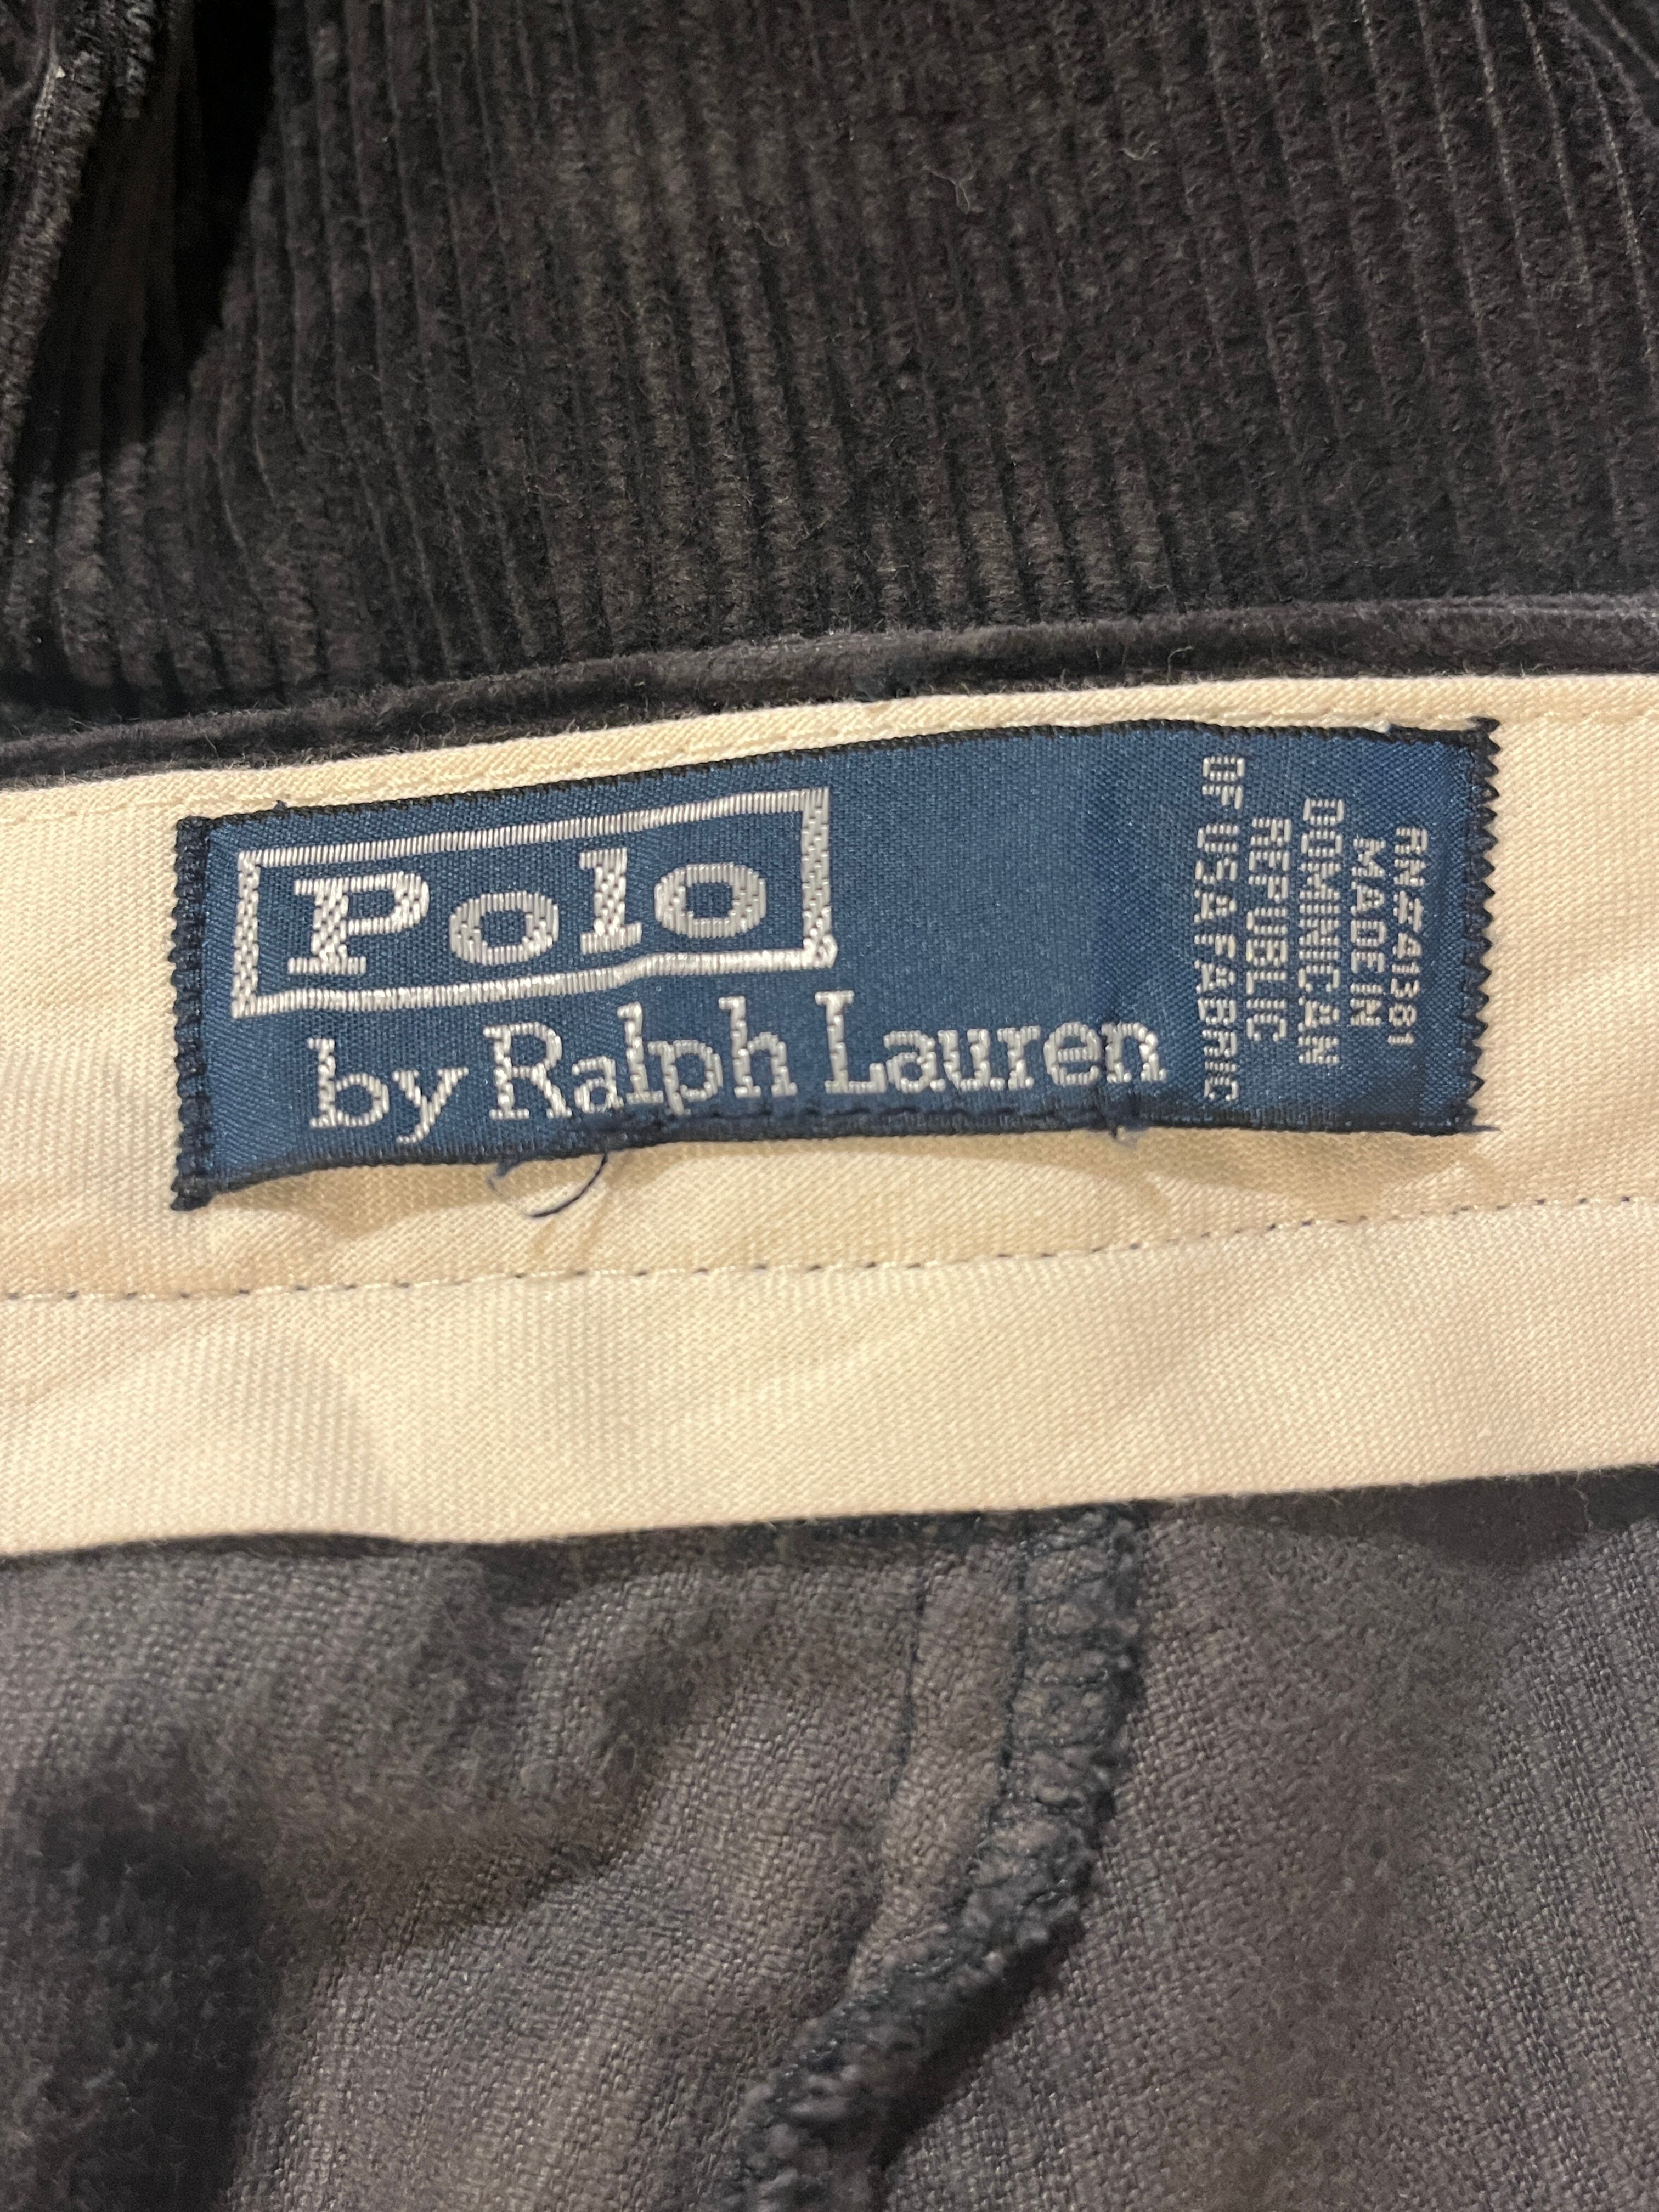 Polo
by Ralph Lauren
RN#41381
MADE IN
DOMINICAN
REPUBLIC
OF USA FABRIC